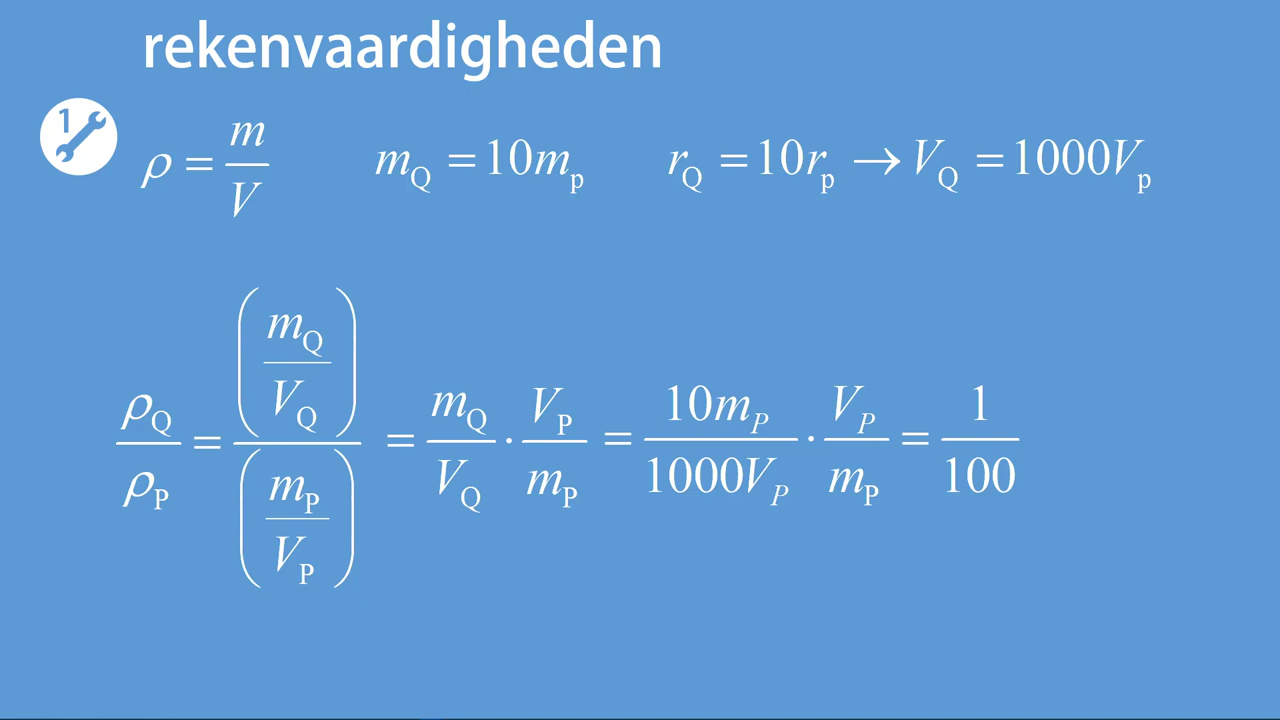 rekenvaardigheden
1
ρ = m/V   m_Q = 10m_p   r_Q = 10r_p → V_Q = 1000V_p
ρ_Q/ρ_P = (m_Q/V_Q)/(m_P/V_P) = m_Q/V_Q · V_P/m_P = 10m_P/1000V_P · V_P/m_P = 1/100